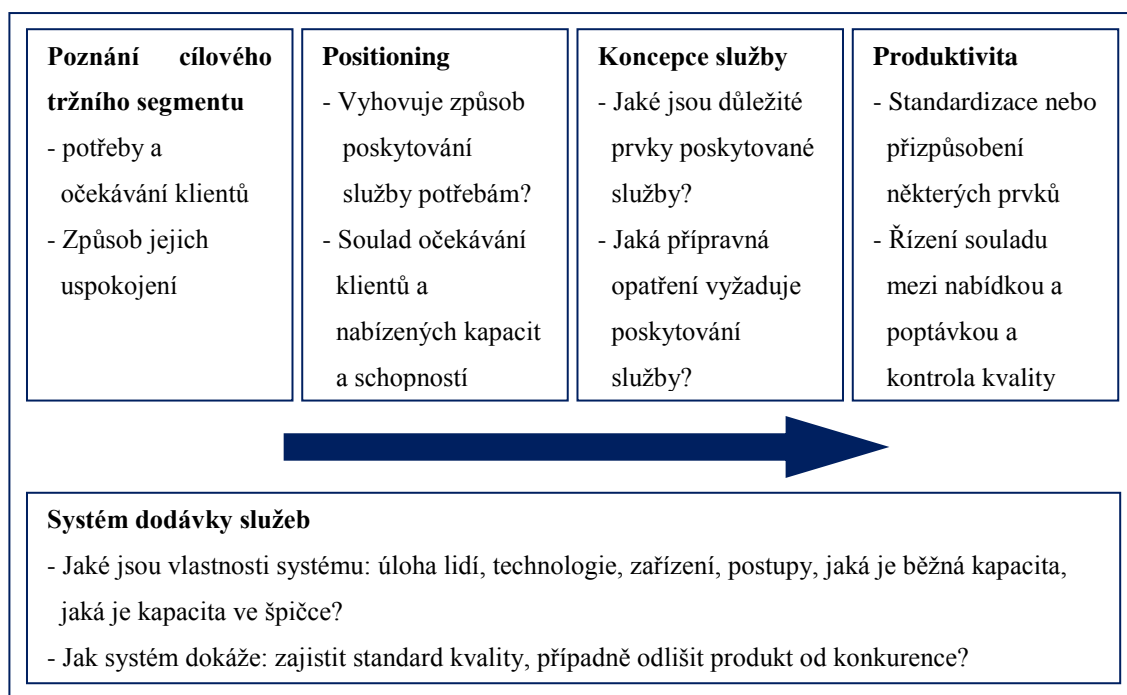 Poznání cílového
tržního segmentu
- potřeby a
očekávání klientů
- Způsob jejich
uspokojení
Positioning
- Vyhovuje způsob
poskytování
služby potřebám?
- Soulad očekávání
klientů a
nabízených kapacit
a schopností
Koncepce služby
- Jaké jsou důležité
prvky poskytované
služby?
- Jaká přípravná
opatření vyžaduje
poskytování
služby?
Produktivita
- Standardizace nebo
přizpůsobení
některých prvků
- Řízení souladu
mezi nabídkou a
poptávkou a
kontrola kvality
Systém dodávky služeb
- Jaké jsou vlastnosti systému: úloha lidí, technologie, zařízení, postupy, jaká je běžná kapacita,
jaká je kapacita ve špičce?
- Jak systém dokáže: zajistit standard kvality, případně odlišit produkt od konkurence?